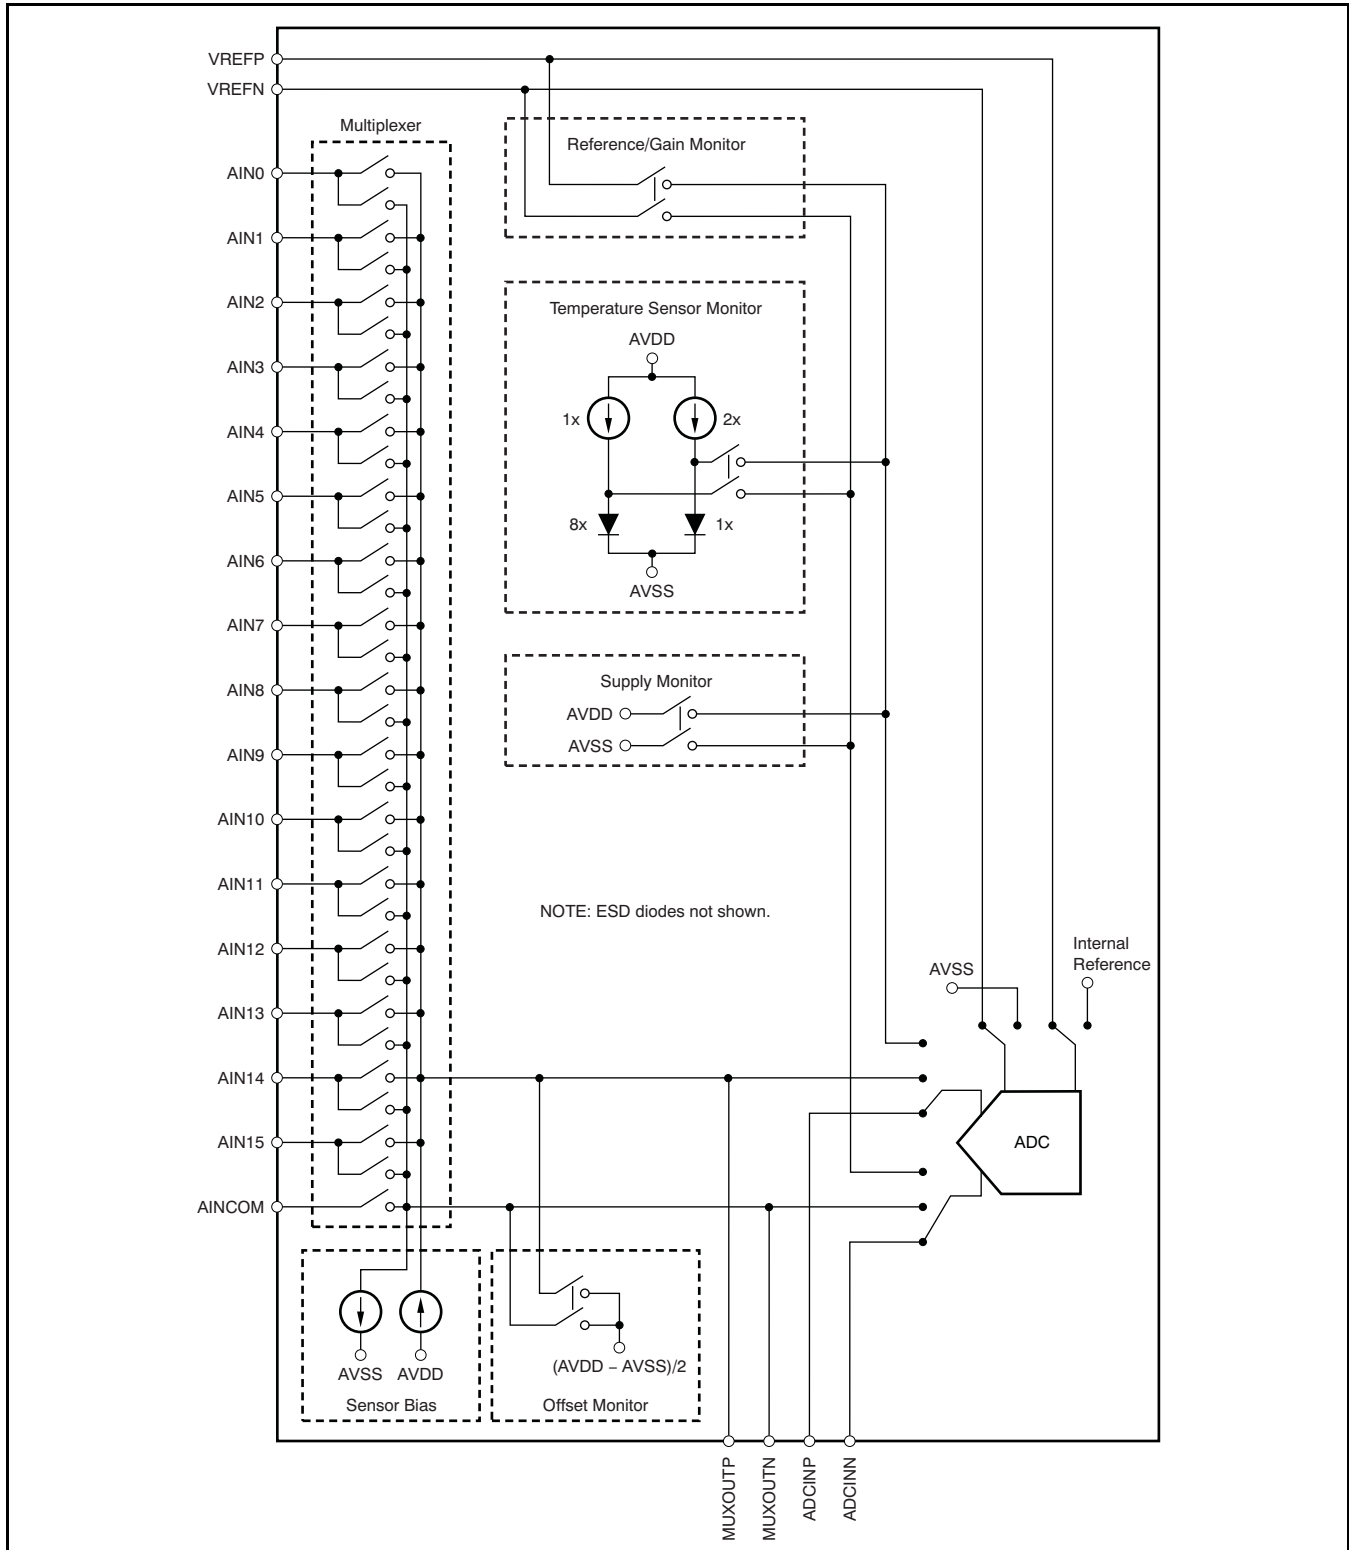 VREFP
VREFN
Multiplexer
Reference/Gain Monitor
AIN0
AIN1
AIN2
AIN3
AIN4
AIN5
AIN6
AIN7
AIN8
AIN9
AIN10
AIN11
AIN12
AIN13
AIN14
AIN15
AINCOM
Temperature Sensor Monitor
AVDD
1x
2x
8x
1x
AVSS
Supply Monitor
AVDD
AVSS
NOTE: ESD diodes not shown.
Internal
Reference
AVSS
ADC
AVSS
AVDD
Sensor Bias
(AVDD − AVSS)/2
Offset Monitor
MUXOUTP
MUXOUTN
ADCINP
ADCINN